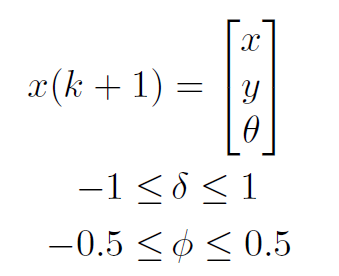 x(k + 1) = [x y θ]
−1 ≤ δ ≤ 1
−0.5 ≤ ϕ ≤ 0.5